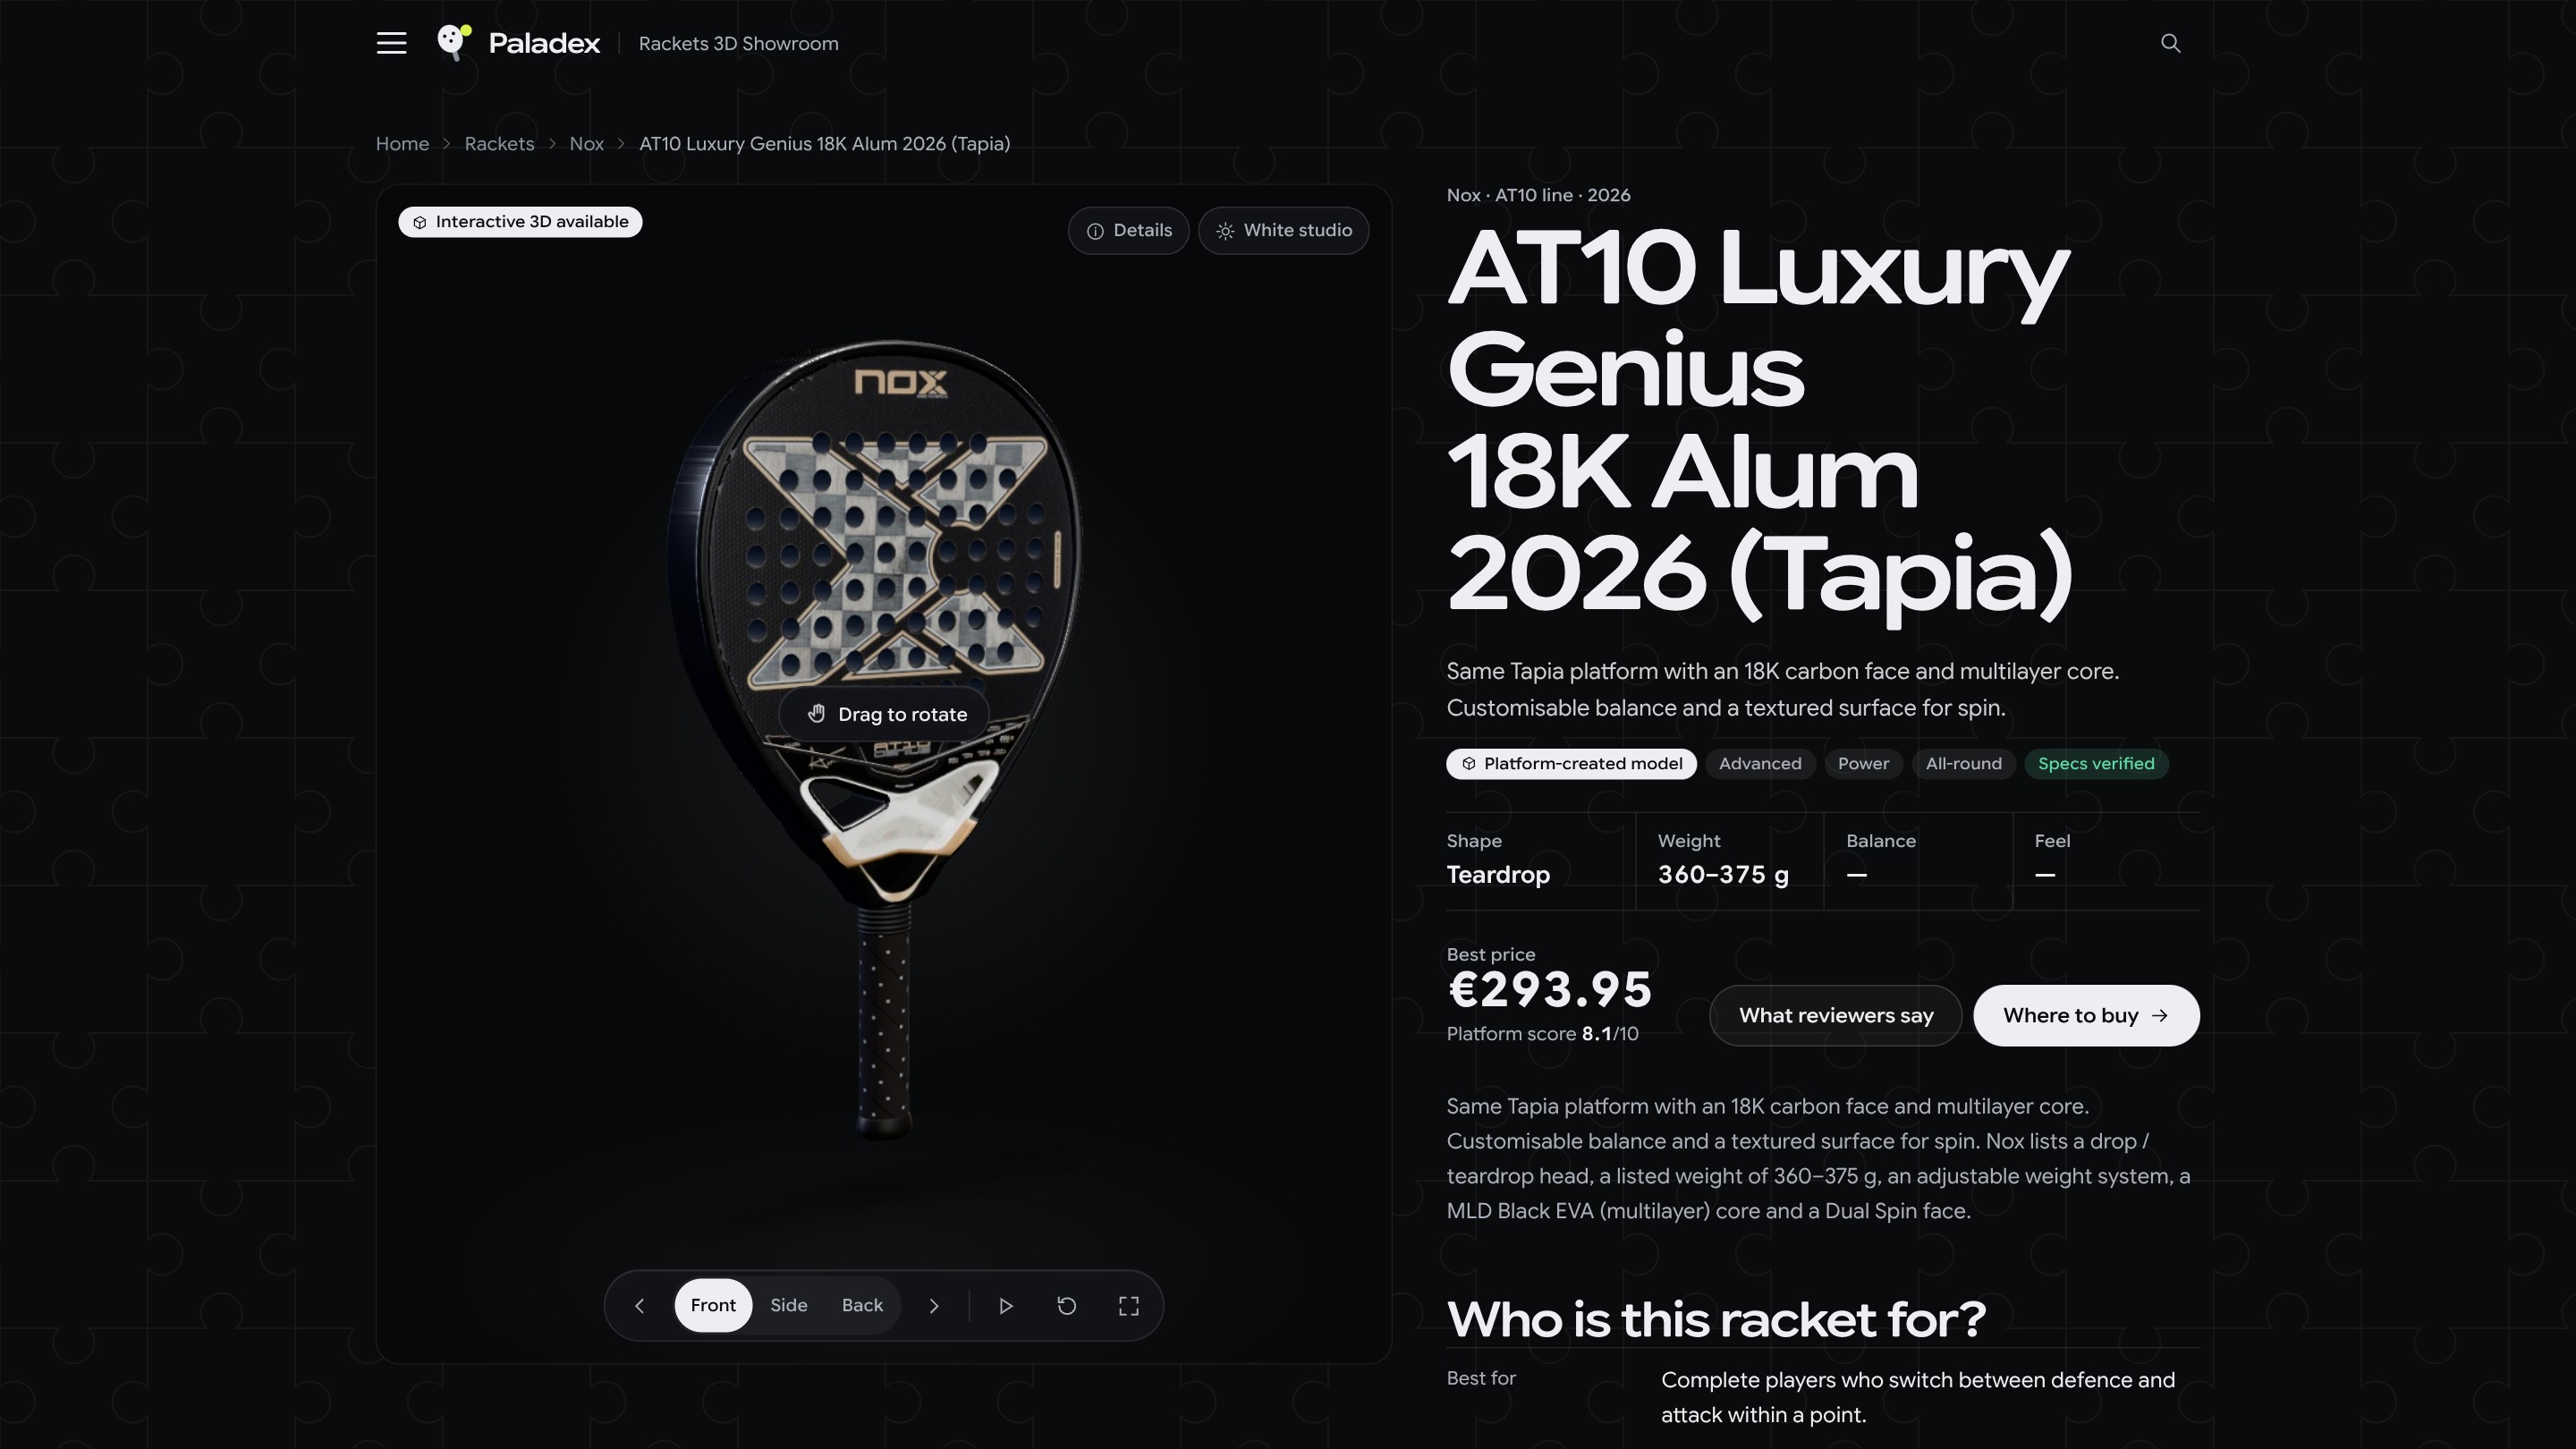 Paladex
Rackets 3D Showroom
Home
Rackets
Nox
AT10 Luxury Genius 18K Alum 2026 (Tapia)
Interactive 3D available
Details
White studio
nox
AT10
Drag to rotate
Front
Side
Back
Nox · AT10 line · 2026
AT10 Luxury
Genius
18K Alum
2026 (Tapia)
Same Tapia platform with an 18K carbon face and multilayer core.
Customisable balance and a textured surface for spin.
Platform-created model
Advanced
Power
All-round
Specs verified
Shape
Teardrop
Weight
360–375 g
Balance
—
Feel
—
Best price
€293.95
Platform score 8.1/10
What reviewers say
Where to buy →
Same Tapia platform with an 18K carbon face and multilayer core.
Customisable balance and a textured surface for spin. Nox lists a drop /
teardrop head, a listed weight of 360–375 g, an adjustable weight system, a
MLD Black EVA (multilayer) core and a Dual Spin face.
Who is this racket for?
Best for
Complete players who switch between defence and
attack within a point.